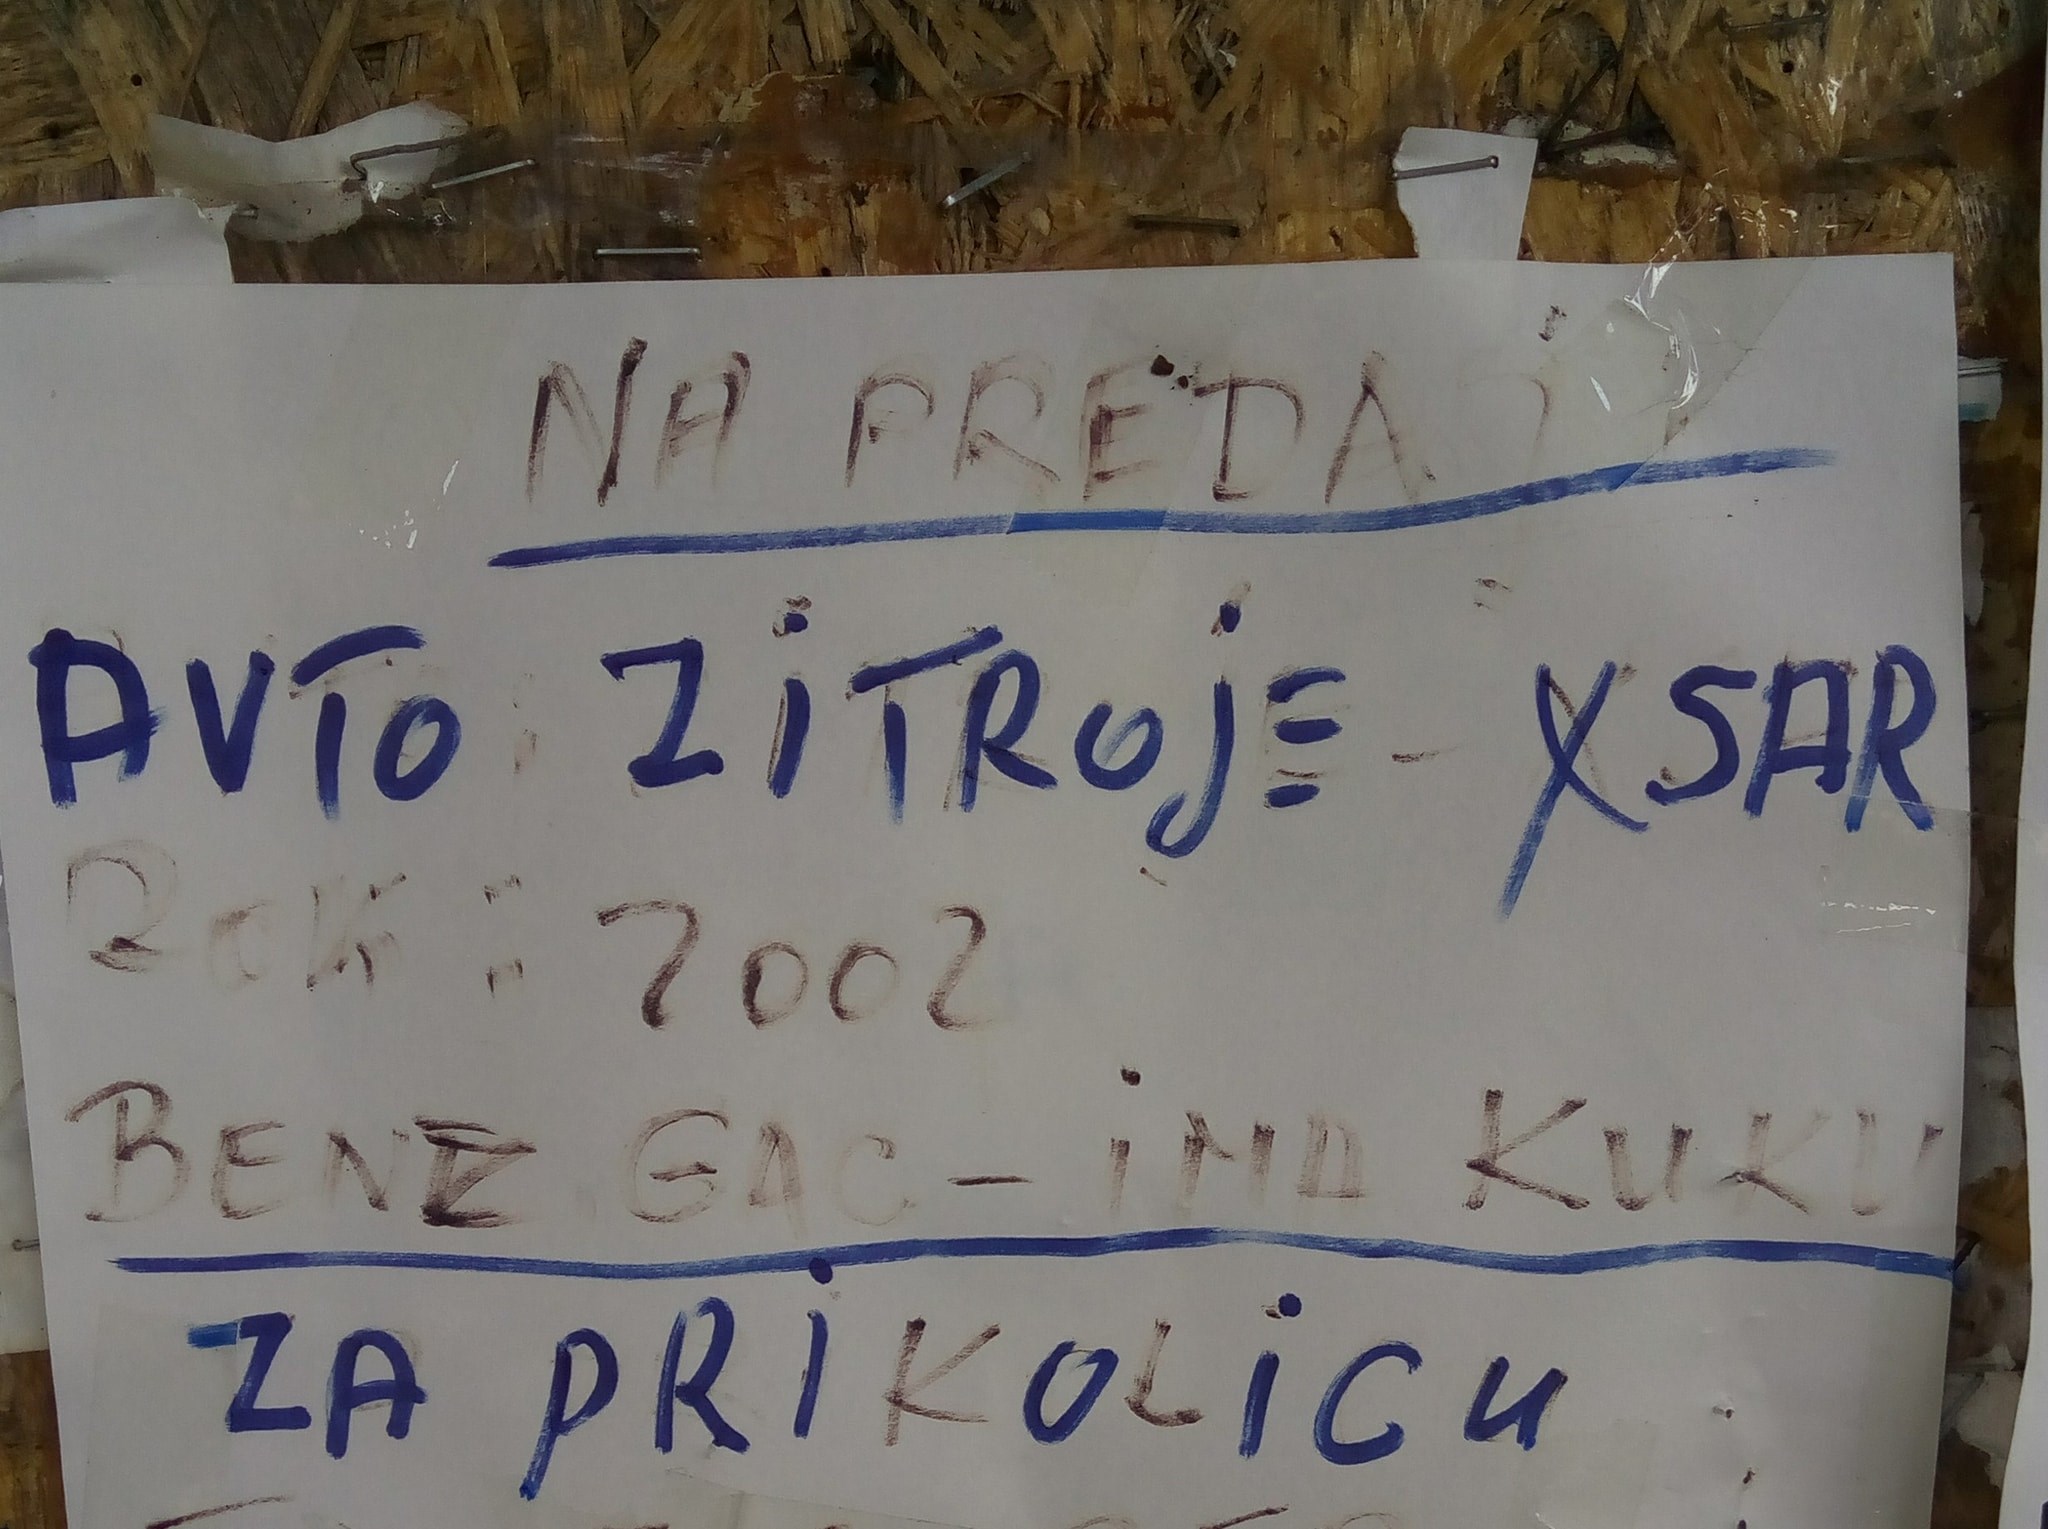 NA PREDAJ
AVTO : ZITROJE - XSAR
ROK : 2002
BENZ GAC - IMA KUKU
ZA PRIKOLICU